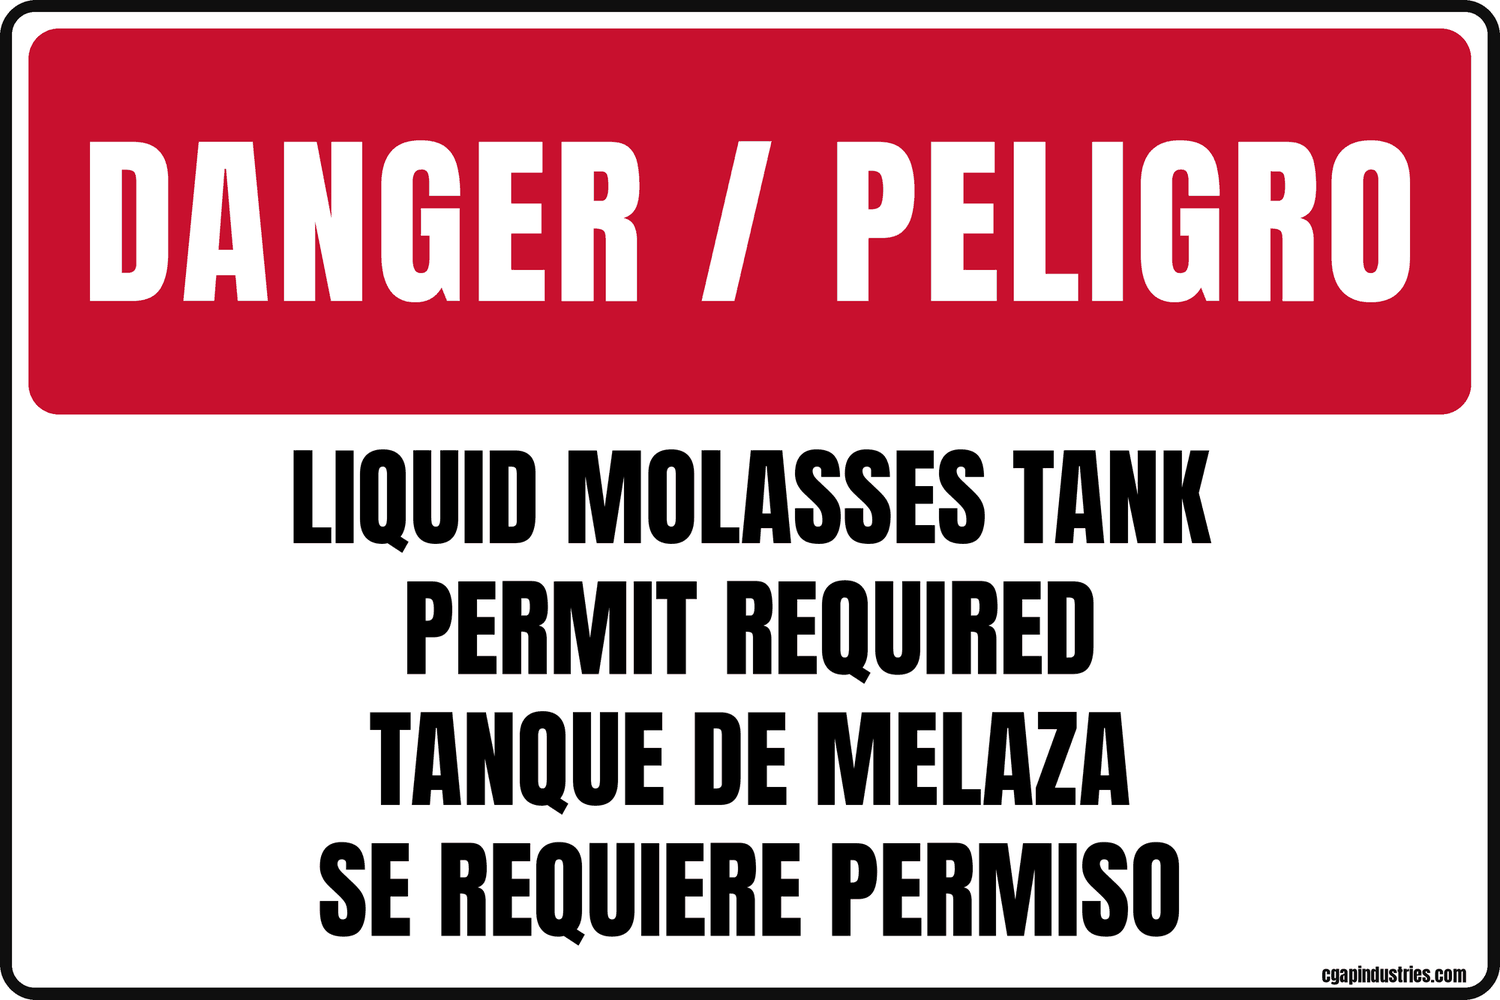 DANGER / PELIGRO
LIQUID MOLASSES TANK
PERMIT REQUIRED
TANQUE DE MELAZA
SE REQUIERE PERMISO
cgapindustries.com